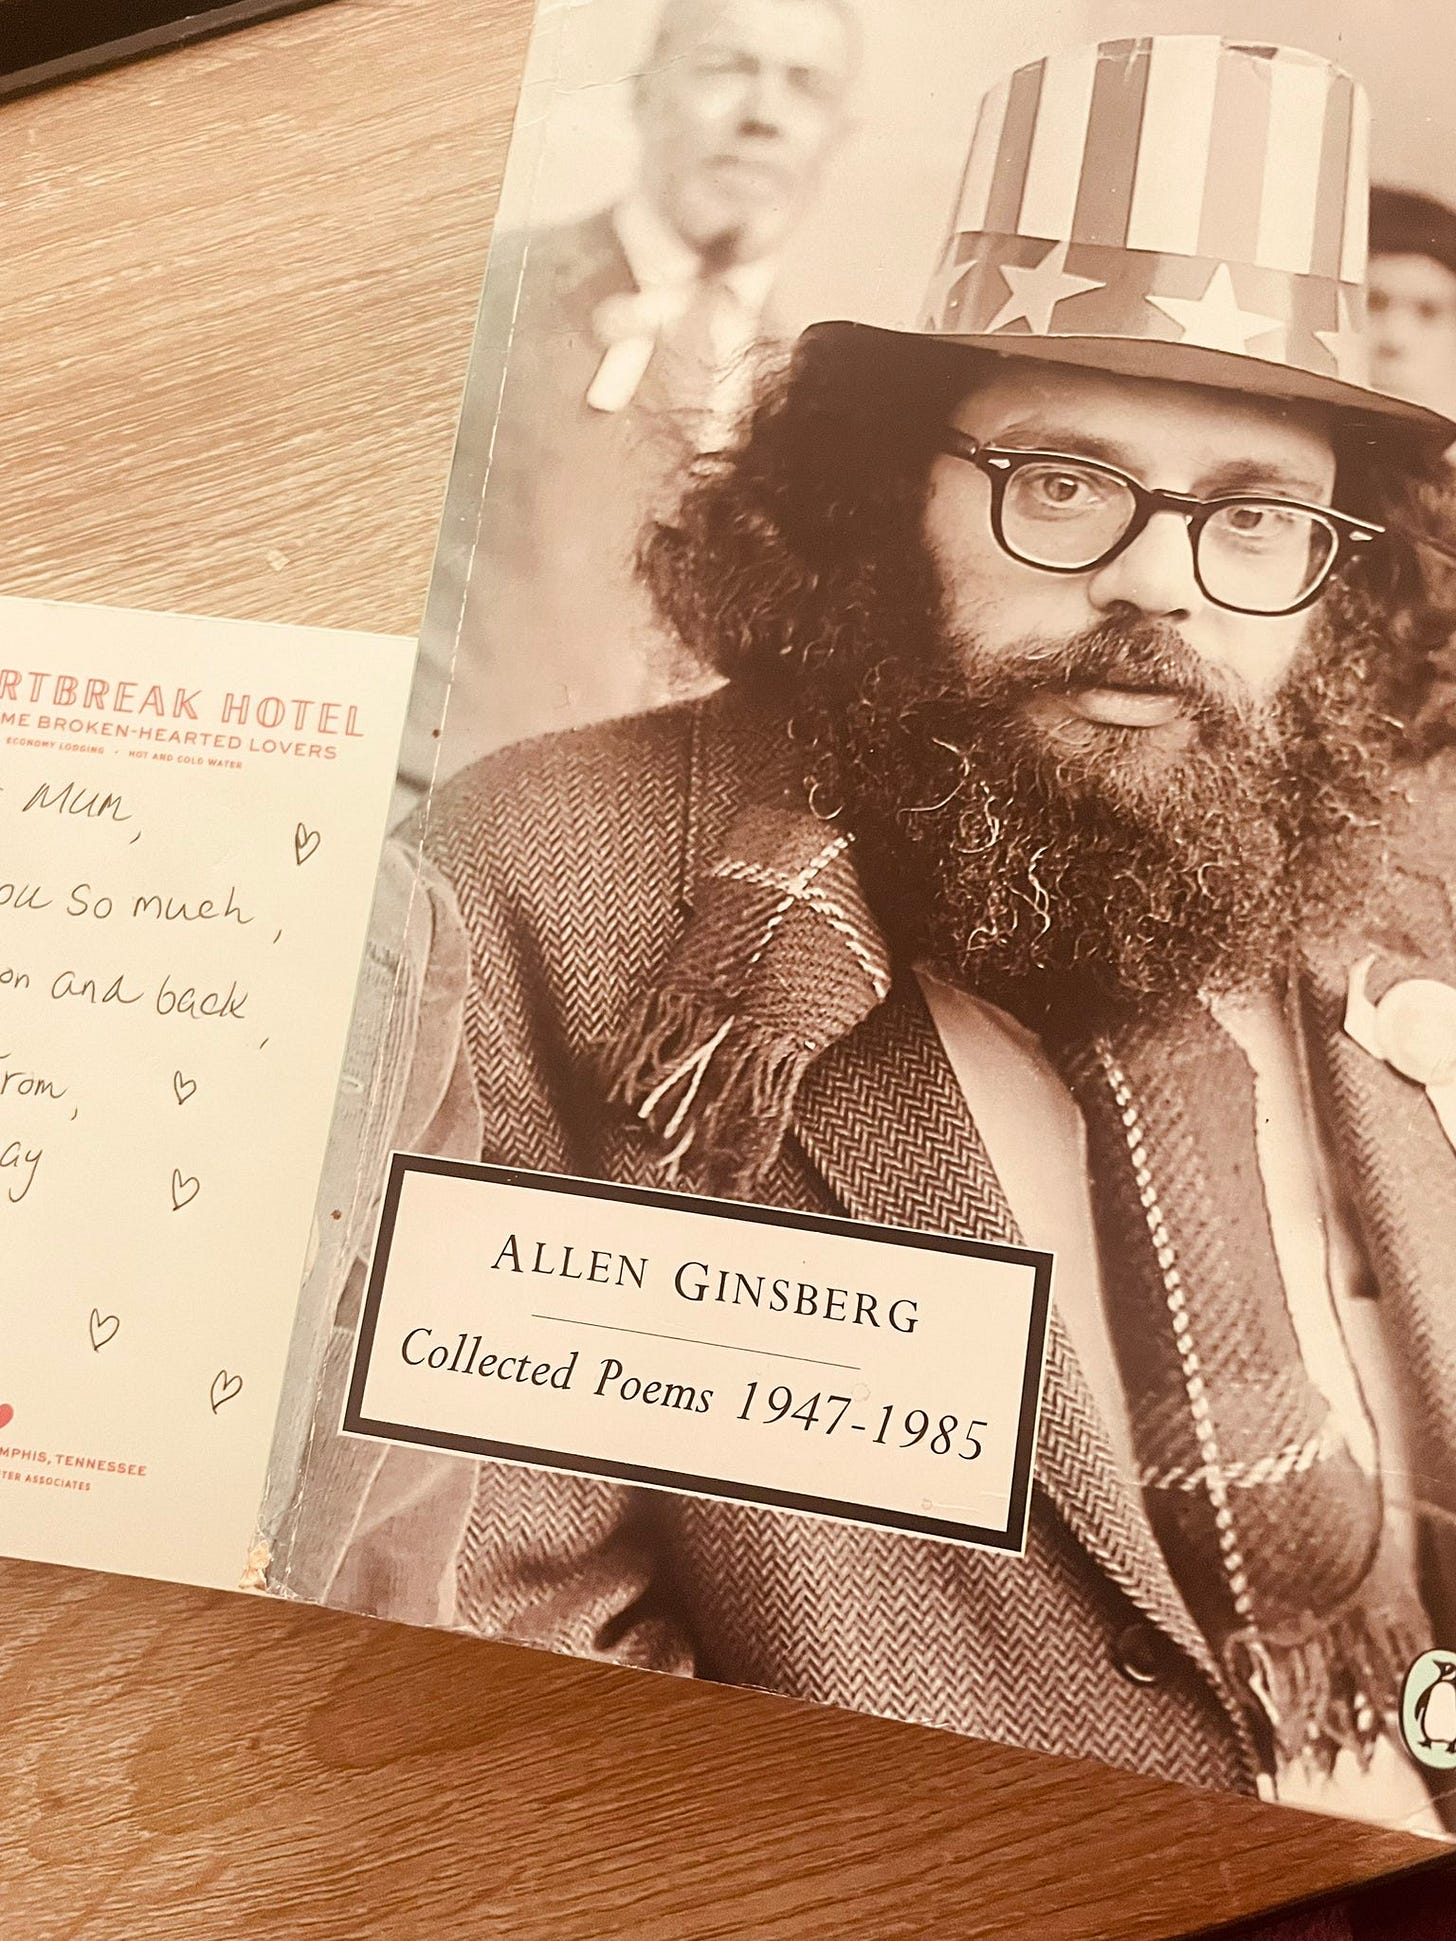 RTBREAK HOTEL
ME BROKEN-HEARTED LOVERS
ECONOMY LODGING · HOT AND COLD WATER
Mum,
ou so much,
on and back,
rom,
ay
MPHIS, TENNESSEE
TER ASSOCIATES
ALLEN GINSBERG
Collected Poems 1947-1985